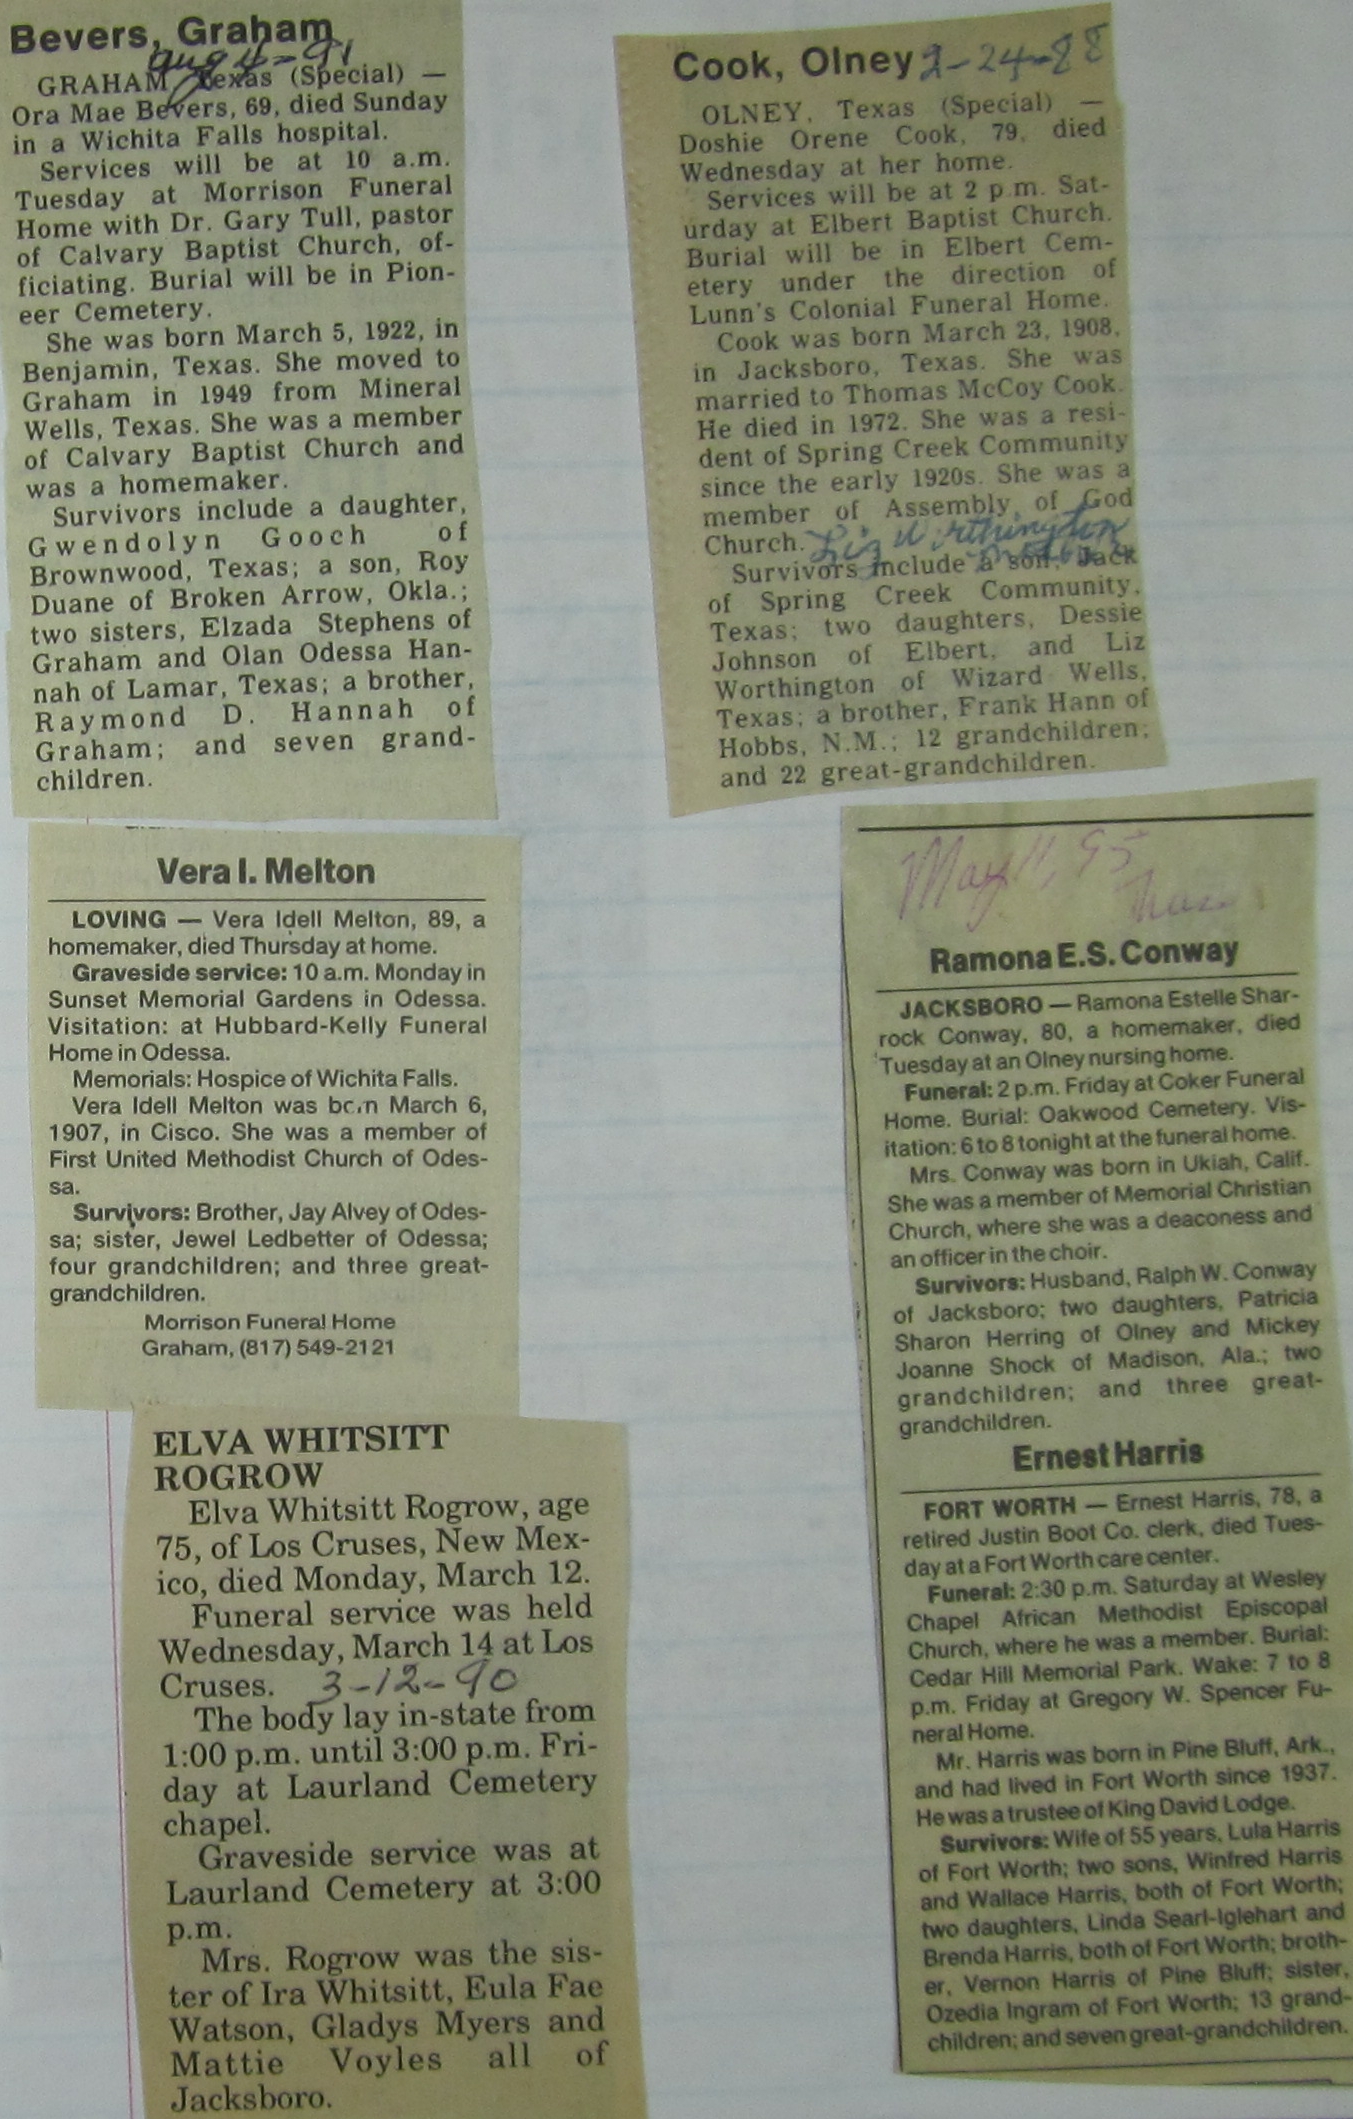 Bevers, Graham
Aug 4-91
GRAHAM, Texas (Special) —
Ora Mae Bevers, 69, died Sunday
in a Wichita Falls hospital.
Services will be at 10 a.m.
Tuesday at Morrison Funeral
Home with Dr. Gary Tull, pastor
of Calvary Baptist Church, of-
ficiating. Burial will be in Pion-
eer Cemetery.
She was born March 5, 1922, in
Benjamin, Texas. She moved to
Graham in 1949 from Mineral
Wells, Texas. She was a member
of Calvary Baptist Church and
was a homemaker.
Survivors include a daughter,
Gwendolyn Gooch of
Brownwood, Texas; a son, Roy
Duane of Broken Arrow, Okla.;
two sisters, Elzada Stephens of
Graham and Olan Odessa Han-
nah of Lamar, Texas; a brother,
Raymond D. Hannah of
Graham; and seven grand-
children.
Cook, Olney 2-24-88
OLNEY, Texas (Special) —
Doshie Orene Cook, 79, died
Wednesday at her home.
Services will be at 2 p.m. Sat-
urday at Elbert Baptist Church.
Burial will be in Elbert Cem-
etery under the direction of
Lunn's Colonial Funeral Home.
Cook was born March 23, 1908,
in Jacksboro, Texas. She was
married to Thomas McCoy Cook.
He died in 1972. She was a resi-
dent of Spring Creek Community
since the early 1920s. She was a
member of Assembly of God
Church. Liz Worthington
mother
Survivors include a son, Jack
of Spring Creek Community,
Texas; two daughters, Dessie
Johnson of Elbert, and Liz
Worthington of Wizard Wells,
Texas; a brother, Frank Hann of
Hobbs, N.M.; 12 grandchildren;
and 22 great-grandchildren.
Vera I. Melton
LOVING — Vera Idell Melton, 89, a
homemaker, died Thursday at home.
Graveside service: 10 a.m. Monday in
Sunset Memorial Gardens in Odessa.
Visitation: at Hubbard-Kelly Funeral
Home in Odessa.
Memorials: Hospice of Wichita Falls.
Vera Idell Melton was born March 6,
1907, in Cisco. She was a member of
First United Methodist Church of Odes-
sa.
Survivors: Brother, Jay Alvey of Odes-
sa; sister, Jewel Ledbetter of Odessa;
four grandchildren; and three great-
grandchildren.
Morrison Funeral Home
Graham, (817) 549-2121
ELVA WHITSITT
ROGROW
Elva Whitsitt Rogrow, age
75, of Los Cruses, New Mex-
ico, died Monday, March 12.
Funeral service was held
Wednesday, March 14 at Los
Cruses. 3-12-90
The body lay in-state from
1:00 p.m. until 3:00 p.m. Fri-
day at Laurland Cemetery
chapel.
Graveside service was at
Laurland Cemetery at 3:00
p.m.
Mrs. Rogrow was the sis-
ter of Ira Whitsitt, Eula Fae
Watson, Gladys Myers and
Mattie Voyles all of
Jacksboro.
May 11, 95
Thurs
Ramona E.S. Conway
JACKSBORO — Ramona Estelle Shar-
rock Conway, 80, a homemaker, died
Tuesday at an Olney nursing home.
Funeral: 2 p.m. Friday at Coker Funeral
Home. Burial: Oakwood Cemetery. Vis-
itation: 6 to 8 tonight at the funeral home.
Mrs. Conway was born in Ukiah, Calif.
She was a member of Memorial Christian
Church, where she was a deaconess and
an officer in the choir.
Survivors: Husband, Ralph W. Conway
of Jacksboro; two daughters, Patricia
Sharon Herring of Olney and Mickey
Joanne Shock of Madison, Ala.; two
grandchildren; and three great-
grandchildren.
Ernest Harris
FORT WORTH — Ernest Harris, 78, a
retired Justin Boot Co. clerk, died Tues-
day at a Fort Worth care center.
Funeral: 2:30 p.m. Saturday at Wesley
Chapel African Methodist Episcopal
Church, where he was a member. Burial:
Cedar Hill Memorial Park. Wake: 7 to 8
p.m. Friday at Gregory W. Spencer Fu-
neral Home.
Mr. Harris was born in Pine Bluff, Ark.,
and had lived in Fort Worth since 1937.
He was a trustee of King David Lodge.
Survivors: Wife of 55 years, Lula Harris
of Fort Worth; two sons, Winfred Harris
and Wallace Harris, both of Fort Worth;
two daughters, Linda Searl-Iglehart and
Brenda Harris, both of Fort Worth; broth-
er, Vernon Harris of Pine Bluff; sister,
Ozedia Ingram of Fort Worth; 13 grand-
children; and seven great-grandchildren.